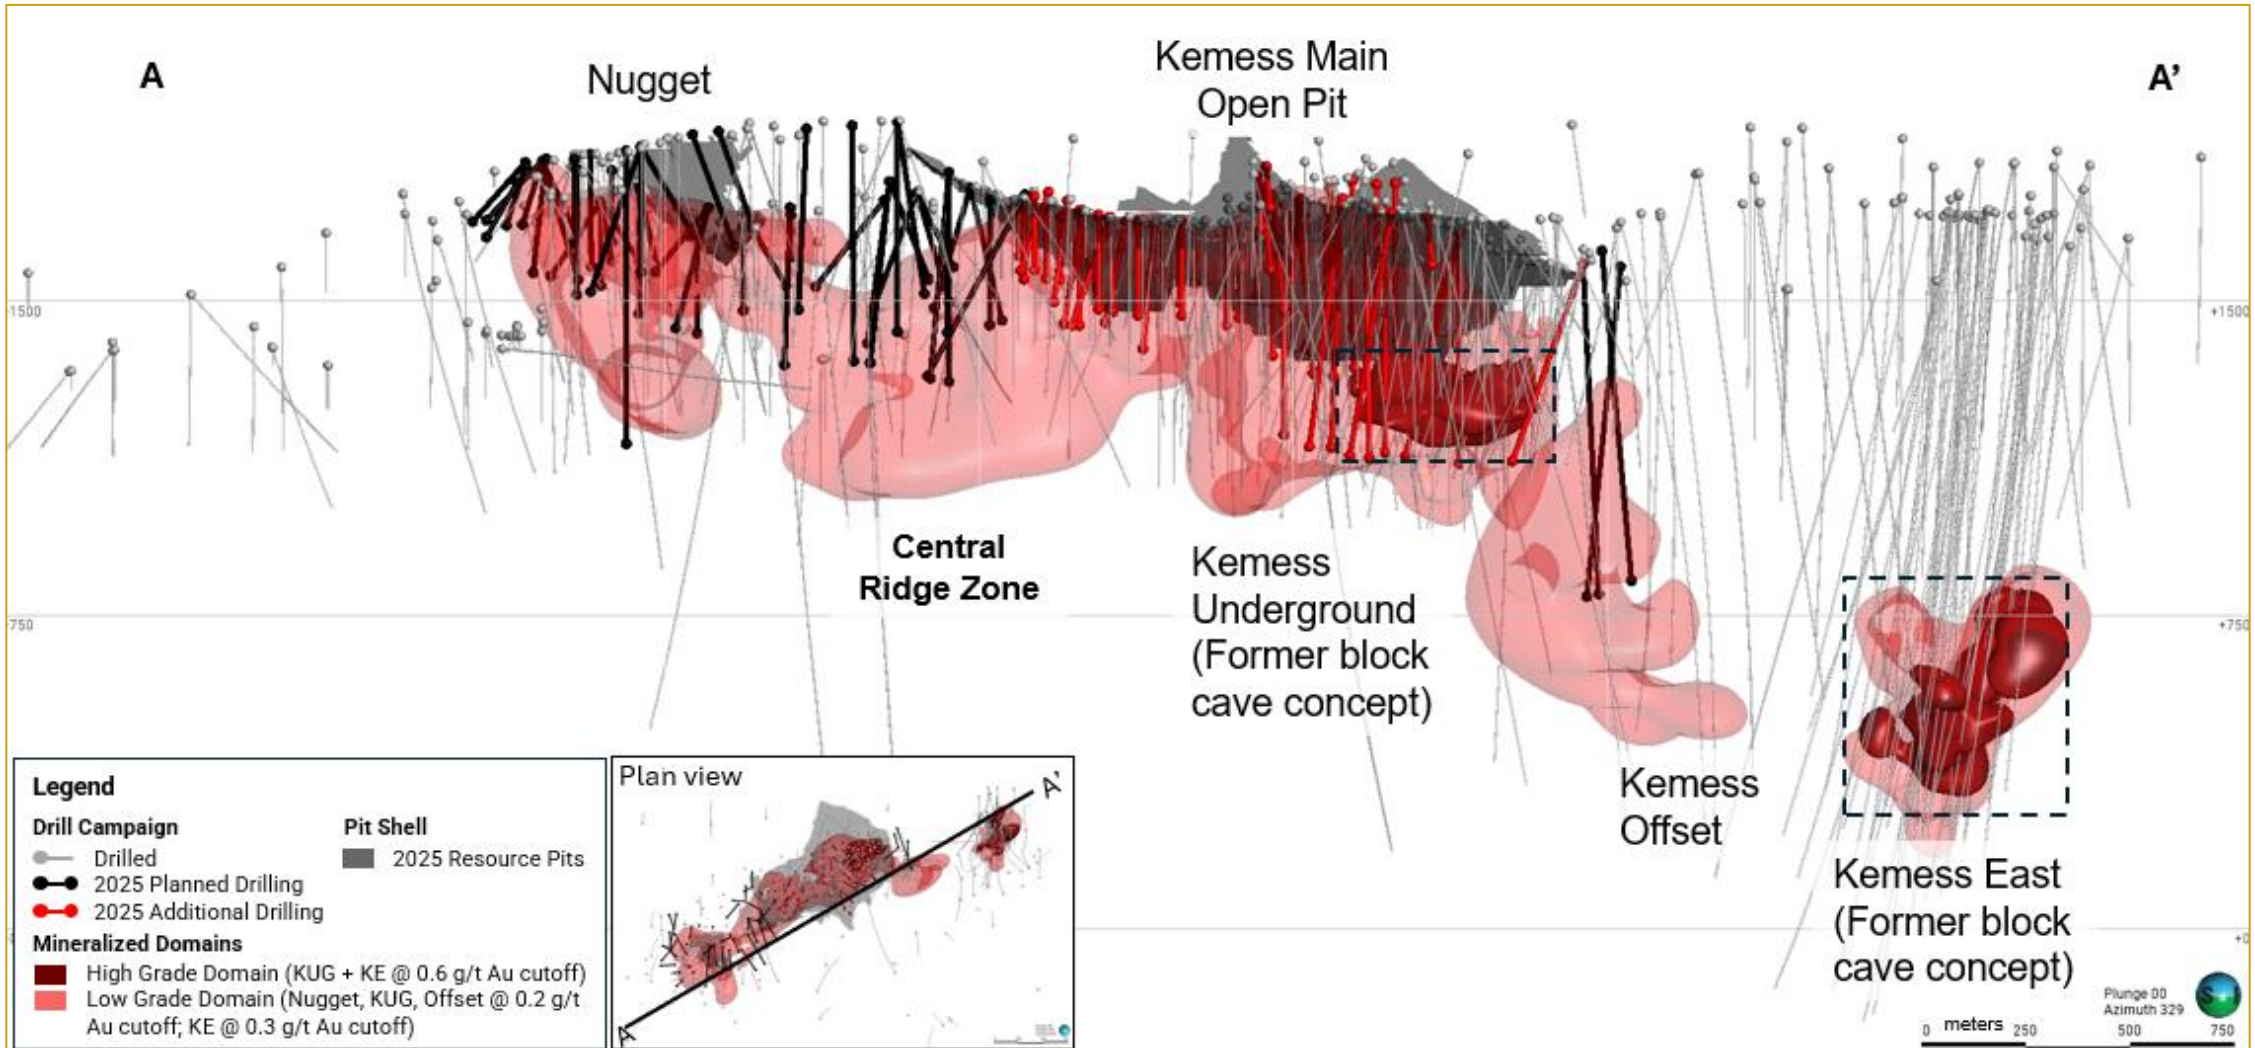 A
Nugget
Kemess Main
Open Pit
A’
1500
+1500
Central
Ridge Zone
Kemess
Underground
(Former block
cave concept)
750
+750
Kemess
Offset
Kemess East
(Former block
cave concept)
Legend
Drill Campaign
Drilled
2025 Planned Drilling
2025 Additional Drilling
Pit Shell
2025 Resource Pits
Mineralized Domains
High Grade Domain (KUG + KE @ 0.6 g/t Au cutoff)
Low Grade Domain (Nugget, KUG, Offset @ 0.2 g/t
Au cutoff; KE @ 0.3 g/t Au cutoff)
Plan view
A’
A
+0
Plunge 00
Azimuth 329
0 meters 250 500 750